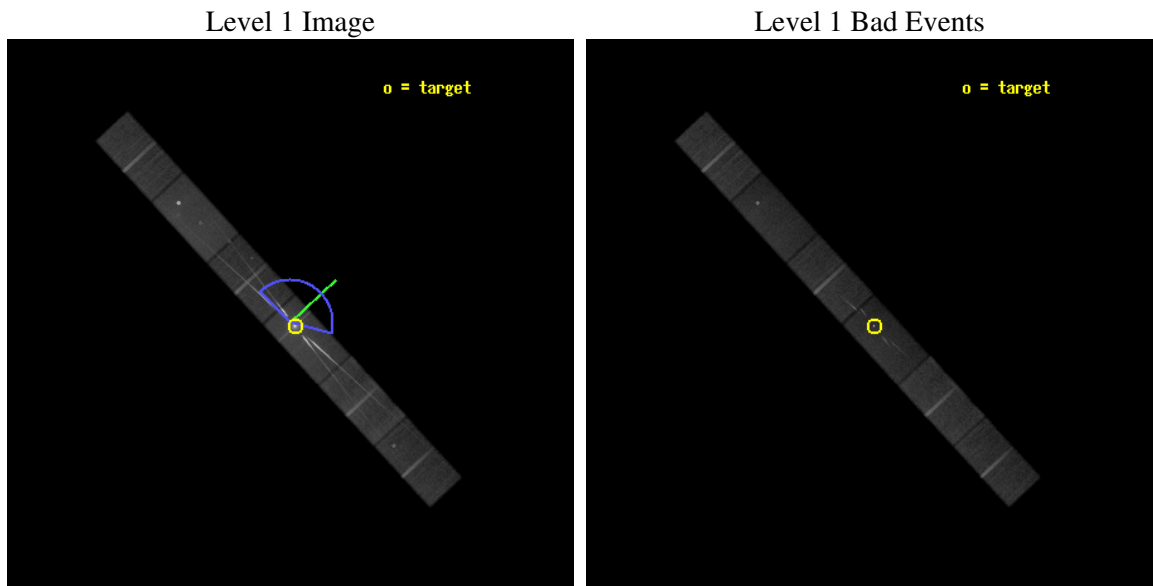 Level 1 Image
Level 1 Bad Events
o = target
o = target